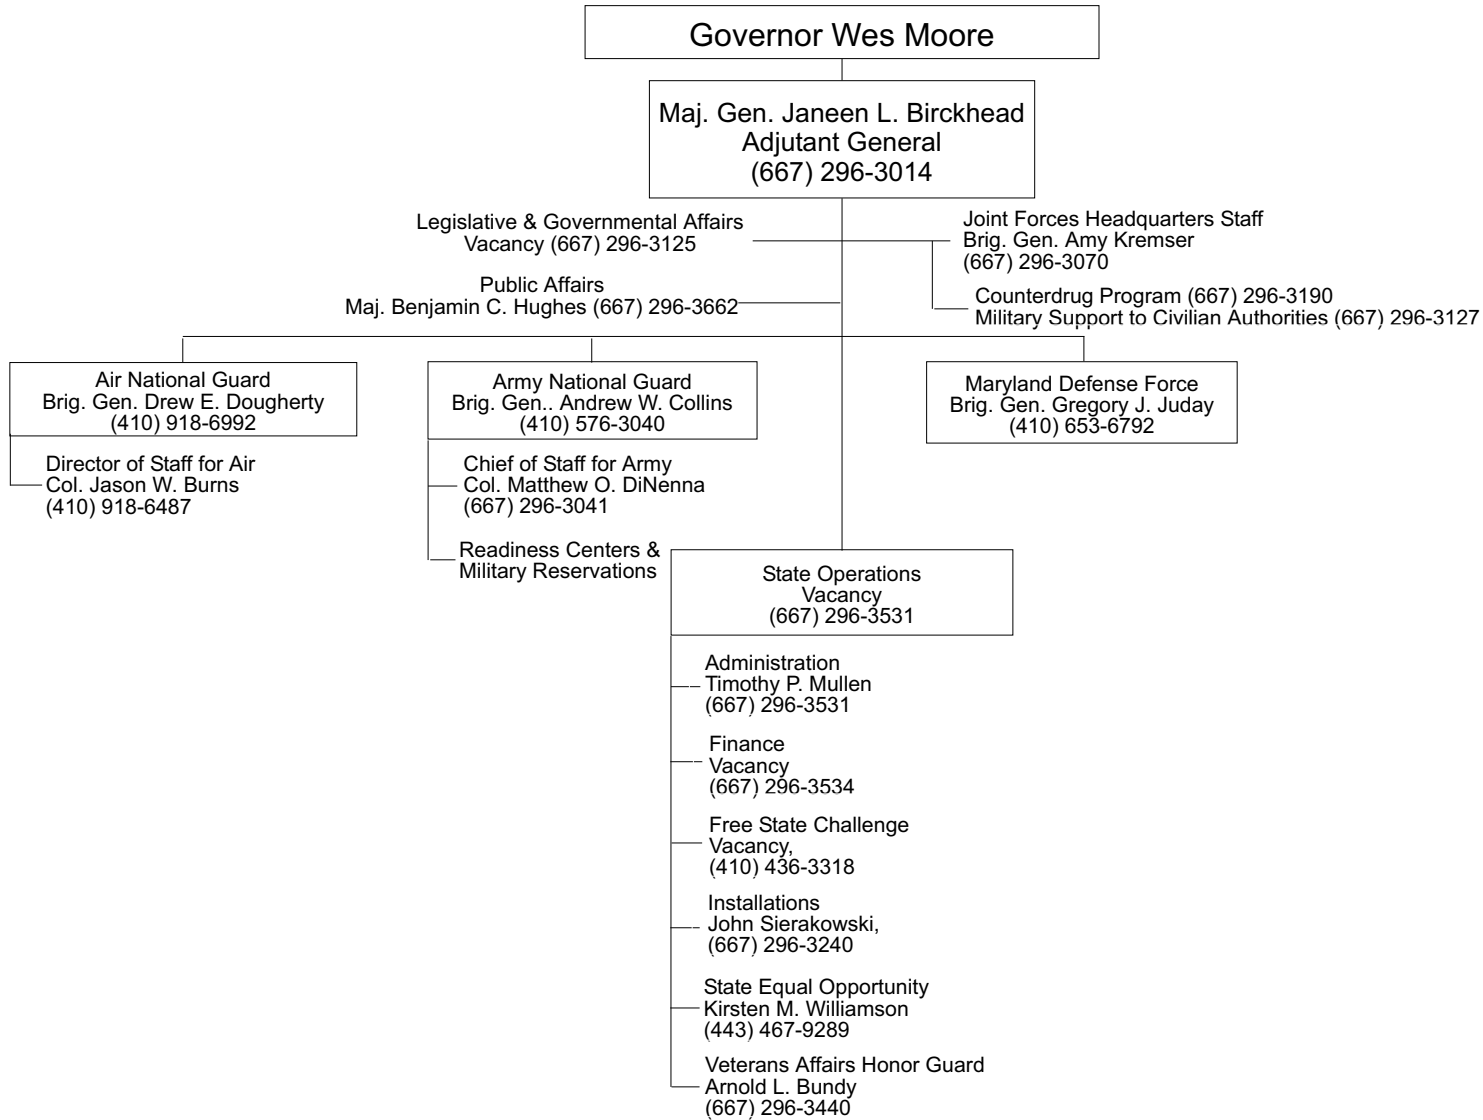 Governor Wes Moore
Maj. Gen. Janeen L. Birckhead
Adjutant General
(667) 296-3014
Legislative & Governmental Affairs
Vacancy (667) 296-3125
Joint Forces Headquarters Staff
Brig. Gen. Amy Kremser
(667) 296-3070
Public Affairs
Maj. Benjamin C. Hughes (667) 296-3662
Counterdrug Program (667) 296-3190
Military Support to Civilian Authorities (667) 296-3127
Air National Guard
Brig. Gen. Drew E. Dougherty
(410) 918-6992
Army National Guard
Brig. Gen.. Andrew W. Collins
(410) 576-3040
Maryland Defense Force
Brig. Gen. Gregory J. Juday
(410) 653-6792
Director of Staff for Air
Col. Jason W. Burns
(410) 918-6487
Chief of Staff for Army
Col. Matthew O. DiNenna
(667) 296-3041
Readiness Centers &
Military Reservations
State Operations
Vacancy
(667) 296-3531
Administration
Timothy P. Mullen
(667) 296-3531
Finance
Vacancy
(667) 296-3534
Free State Challenge
Vacancy,
(410) 436-3318
Installations
John Sierakowski,
(667) 296-3240
State Equal Opportunity
Kirsten M. Williamson
(443) 467-9289
Veterans Affairs Honor Guard
Arnold L. Bundy
(667) 296-3440